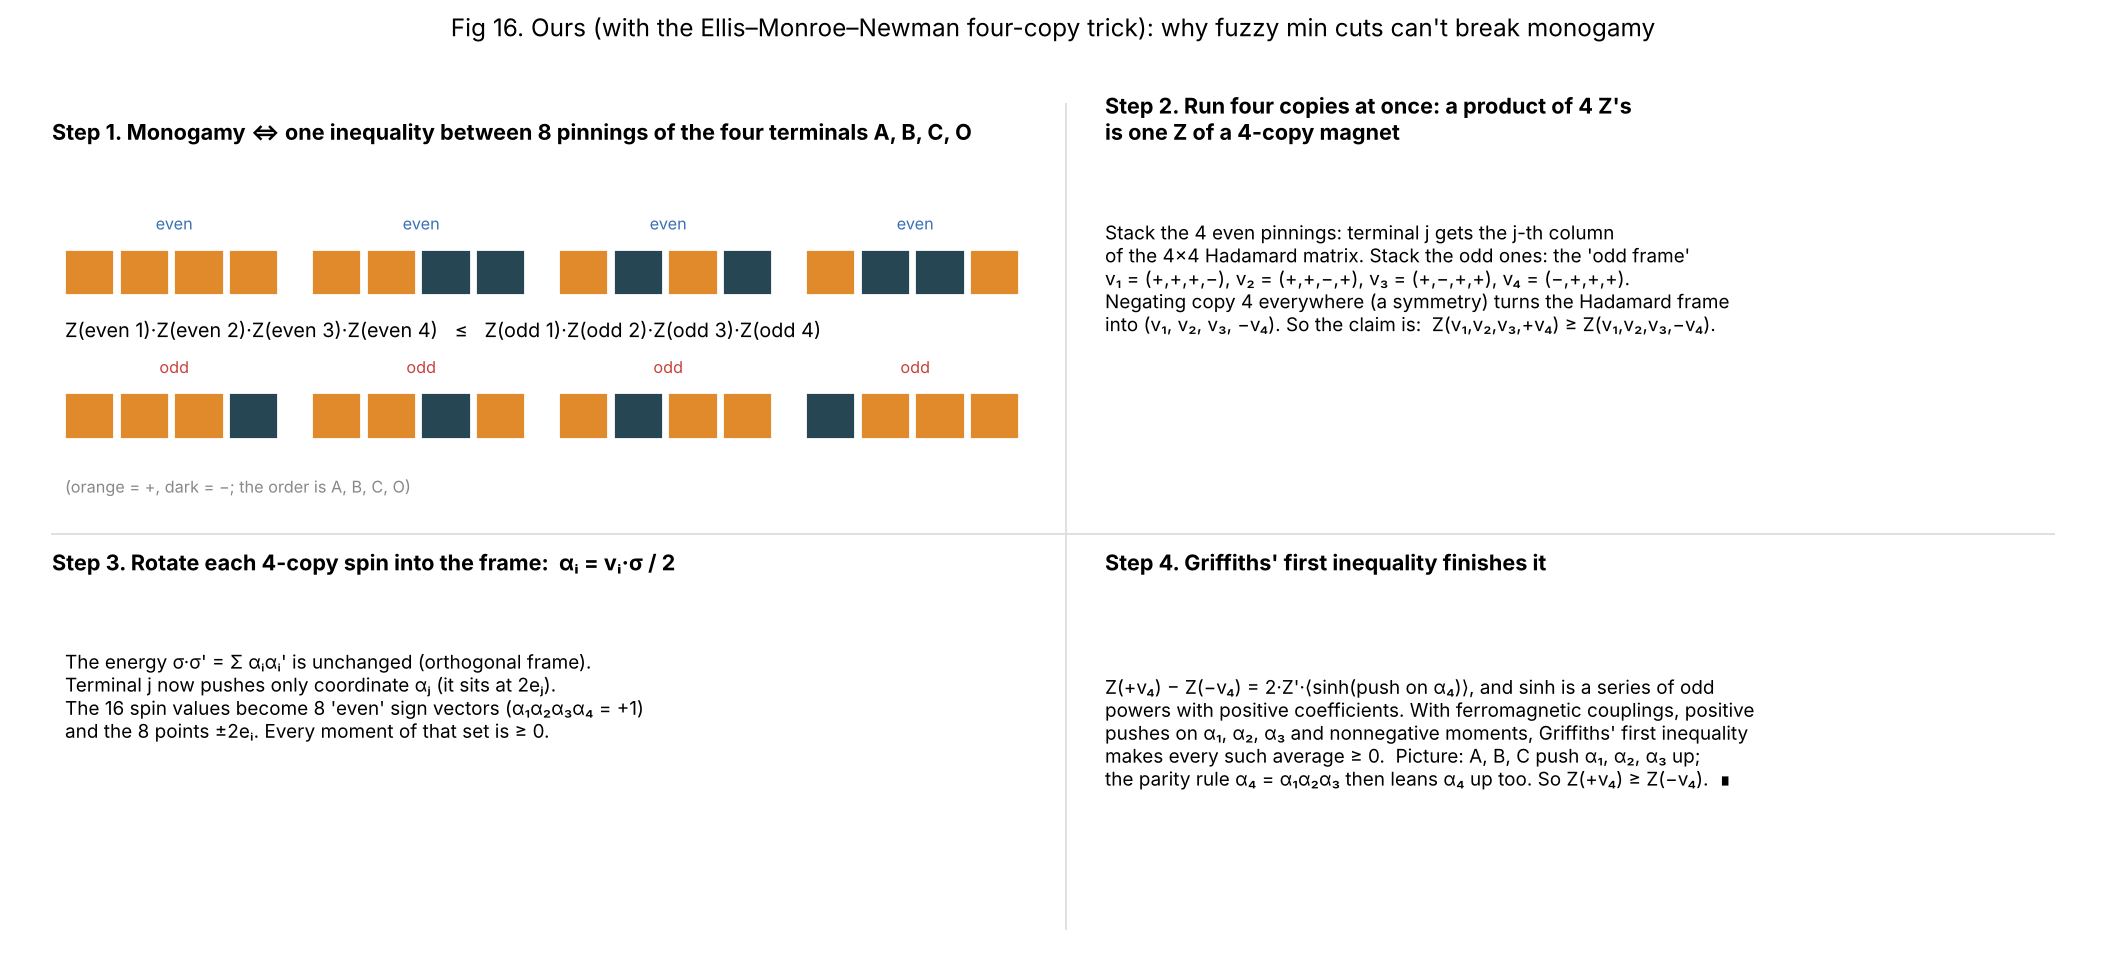 Fig 16. Ours (with the Ellis–Monroe–Newman four-copy trick): why fuzzy min cuts can't break monogamy
Step 1. Monogamy ⇔ one inequality between 8 pinnings of the four terminals A, B, C, O
even even even even
Z(even 1)·Z(even 2)·Z(even 3)·Z(even 4) ≤ Z(odd 1)·Z(odd 2)·Z(odd 3)·Z(odd 4)
odd odd odd odd
(orange = +, dark = −; the order is A, B, C, O)
Step 2. Run four copies at once: a product of 4 Z's
is one Z of a 4-copy magnet
Stack the 4 even pinnings: terminal j gets the j-th column
of the 4×4 Hadamard matrix. Stack the odd ones: the 'odd frame'
v₁ = (+,+,+,−), v₂ = (+,+,−,+), v₃ = (+,−,+,+), v₄ = (−,+,+,+).
Negating copy 4 everywhere (a symmetry) turns the Hadamard frame
into (v₁, v₂, v₃, −v₄). So the claim is: Z(v₁,v₂,v₃,+v₄) ≥ Z(v₁,v₂,v₃,−v₄).
Step 3. Rotate each 4-copy spin into the frame: αᵢ = vᵢ·σ / 2
The energy σ·σ' = Σ αᵢαᵢ' is unchanged (orthogonal frame).
Terminal j now pushes only coordinate αⱼ (it sits at 2eⱼ).
The 16 spin values become 8 'even' sign vectors (α₁α₂α₃α₄ = +1)
and the 8 points ±2eᵢ. Every moment of that set is ≥ 0.
Step 4. Griffiths' first inequality finishes it
Z(+v₄) − Z(−v₄) = 2·Z'·⟨sinh(push on α₄)⟩, and sinh is a series of odd
powers with positive coefficients. With ferromagnetic couplings, positive
pushes on α₁, α₂, α₃ and nonnegative moments, Griffiths' first inequality
makes every such average ≥ 0. Picture: A, B, C push α₁, α₂, α₃ up;
the parity rule α₄ = α₁α₂α₃ then leans α₄ up too. So Z(+v₄) ≥ Z(−v₄). ∎